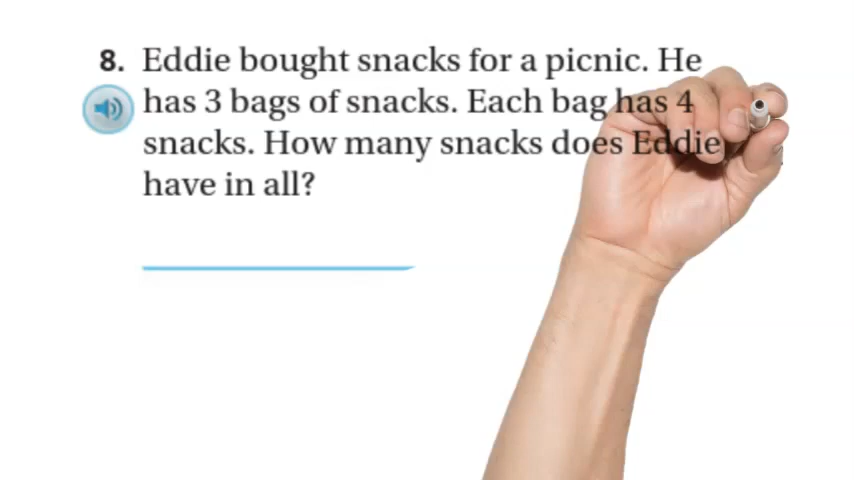 8. Eddie bought snacks for a picnic. He
has 3 bags of snacks. Each bag has 4
snacks. How many snacks does Eddie
have in all?